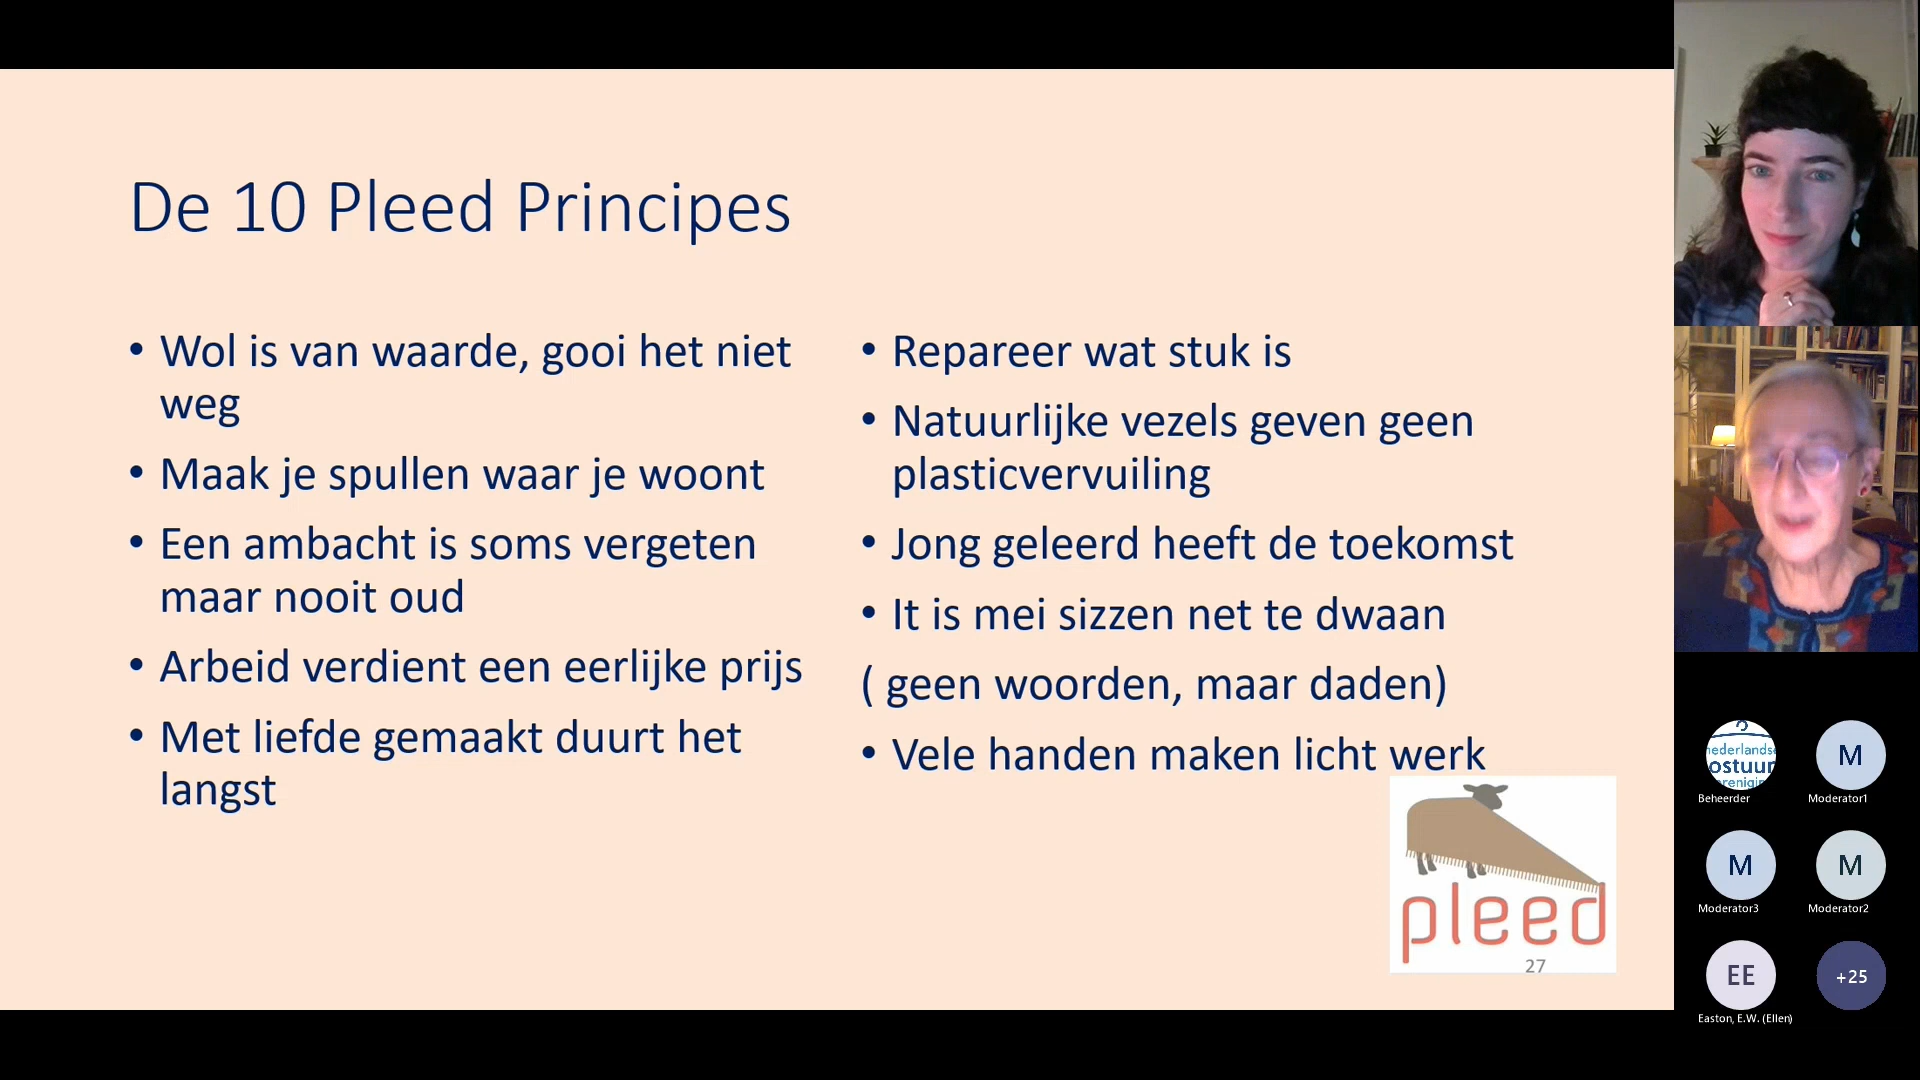 De 10 Pleed Principes
• Wol is van waarde, gooi het niet
weg
• Maak je spullen waar je woont
• Een ambacht is soms vergeten
maar nooit oud
• Arbeid verdient een eerlijke prijs
• Met liefde gemaakt duurt het
langst
• Repareer wat stuk is
• Natuurlijke vezels geven geen
plasticvervuiling
• Jong geleerd heeft de toekomst
• It is mei sizzen net te dwaan
( geen woorden, maar daden)
• Vele handen maken licht werk
pleed
27
nederlandse
ostuur
Beheerder
M
Moderator1
M
Moderator3
M
Moderator2
EE
Easton, E.W. (Ellen)
+25